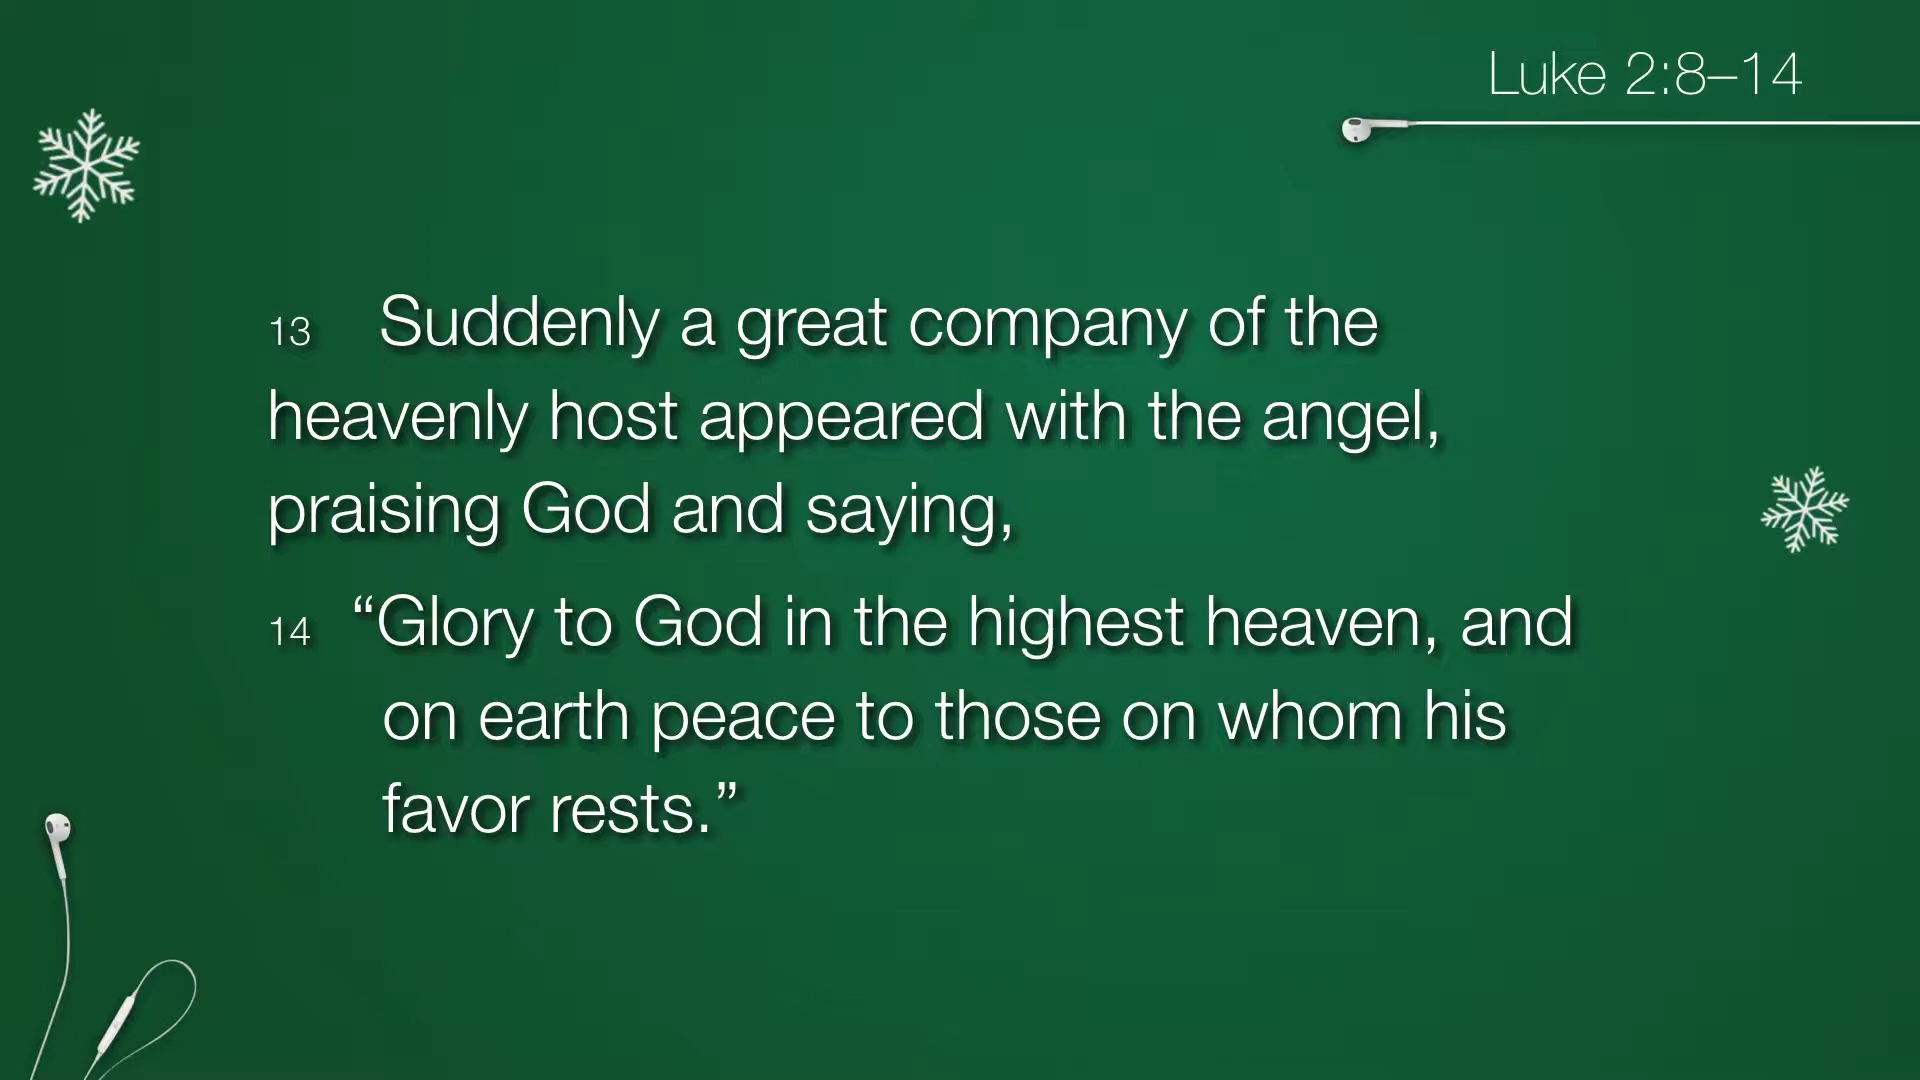 Luke 2:8–14
13 Suddenly a great company of the
heavenly host appeared with the angel,
praising God and saying,
14 “Glory to God in the highest heaven, and
on earth peace to those on whom his
favor rests.”